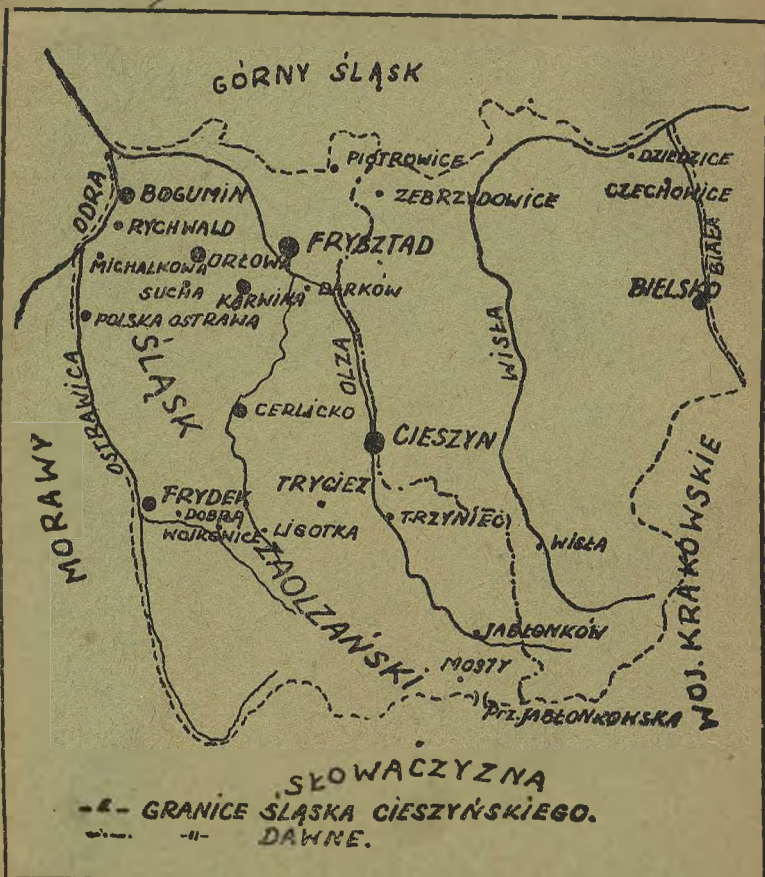 GÓRNY ŚLĄSK
PIOTROWICE
DZIEDZICE
ZEBRZYDOWICE
CZECHOWICE
ODRA
BOGUMIN
RYCHWALD
FRYSZTAD
BIAŁA
MICHAŁKOWA
ORŁOWA
SUCHA
KARWINA
DARKÓW
BIELSKO
POLSKA OSTRAWA
ŚLĄSK
OLZA
WISŁA
CERLICKO
OSTRAWICA
CIESZYN
MORAWY
FRYDEK
TRYCIEZ
DOBRA
TRZYNIEC
WOJKOWICE
LIGOTKA
WISŁA
ZAOLZAŃSKI
WOJ. KRAKOWSKIE
JABŁONKÓW
MOSTY
Prz. JABŁONKOWSKA
SŁOWACZYZNA
GRANICE ŚLĄSKA CIESZYŃSKIEGO.
-"- DAWNE.